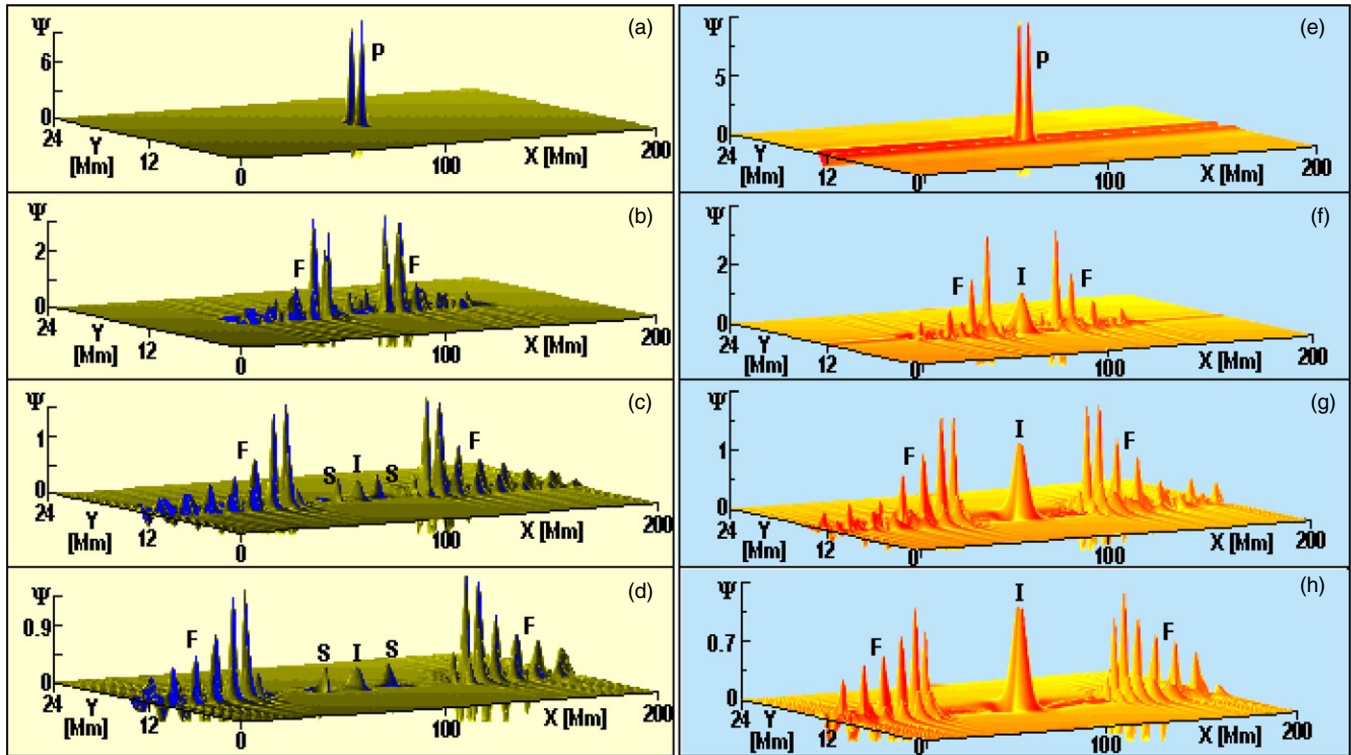 Ψ (a)
6
P
0
24 Y 12
[Mm] 0 100 X [Mm] 200
Ψ (b)
2
F F
0
24 Y 12
[Mm] 0 100 X [Mm] 200
Ψ (c)
1
F S I S F
0
24 Y 12
[Mm] 0 100 X [Mm] 200
Ψ (d)
0.9
F S I S F
0
24 Y 12
[Mm] 0 100 X [Mm] 200
Ψ (e)
5
P
0
24 Y 12
[Mm] 0 100 X [Mm] 200
Ψ (f)
2
F I F
0
24 Y 12
[Mm] 0 100 X [Mm] 200
Ψ (g)
1
F I F
0
24 Y 12
[Mm] 0 100 X [Mm] 200
Ψ (h)
0.7
F I F
0
24 Y 12
[Mm] 0 100 X [Mm] 200